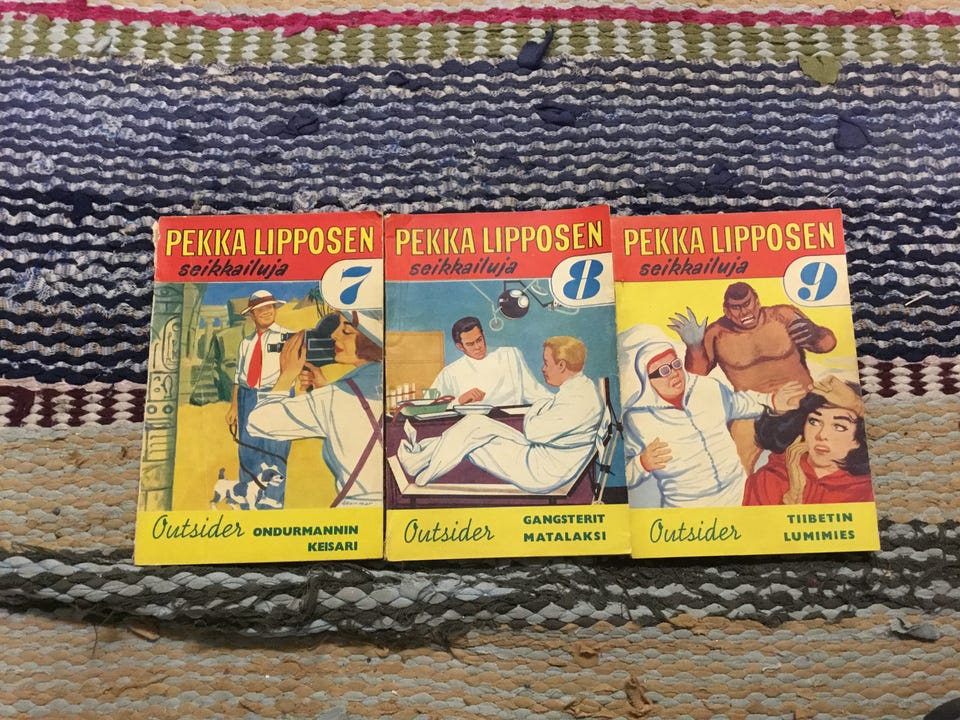 PEKKA LIPPOSEN
seikkailuja
7
Outsider ONDURMANNIN
KEISARI
PEKKA LIPPOSEN
seikkailuja
8
Outsider GANGSTERIT
MATALAKSI
PEKKA LIPPOSEN
seikkailuja
9
Outsider TIIBETIN
LUMIMIES